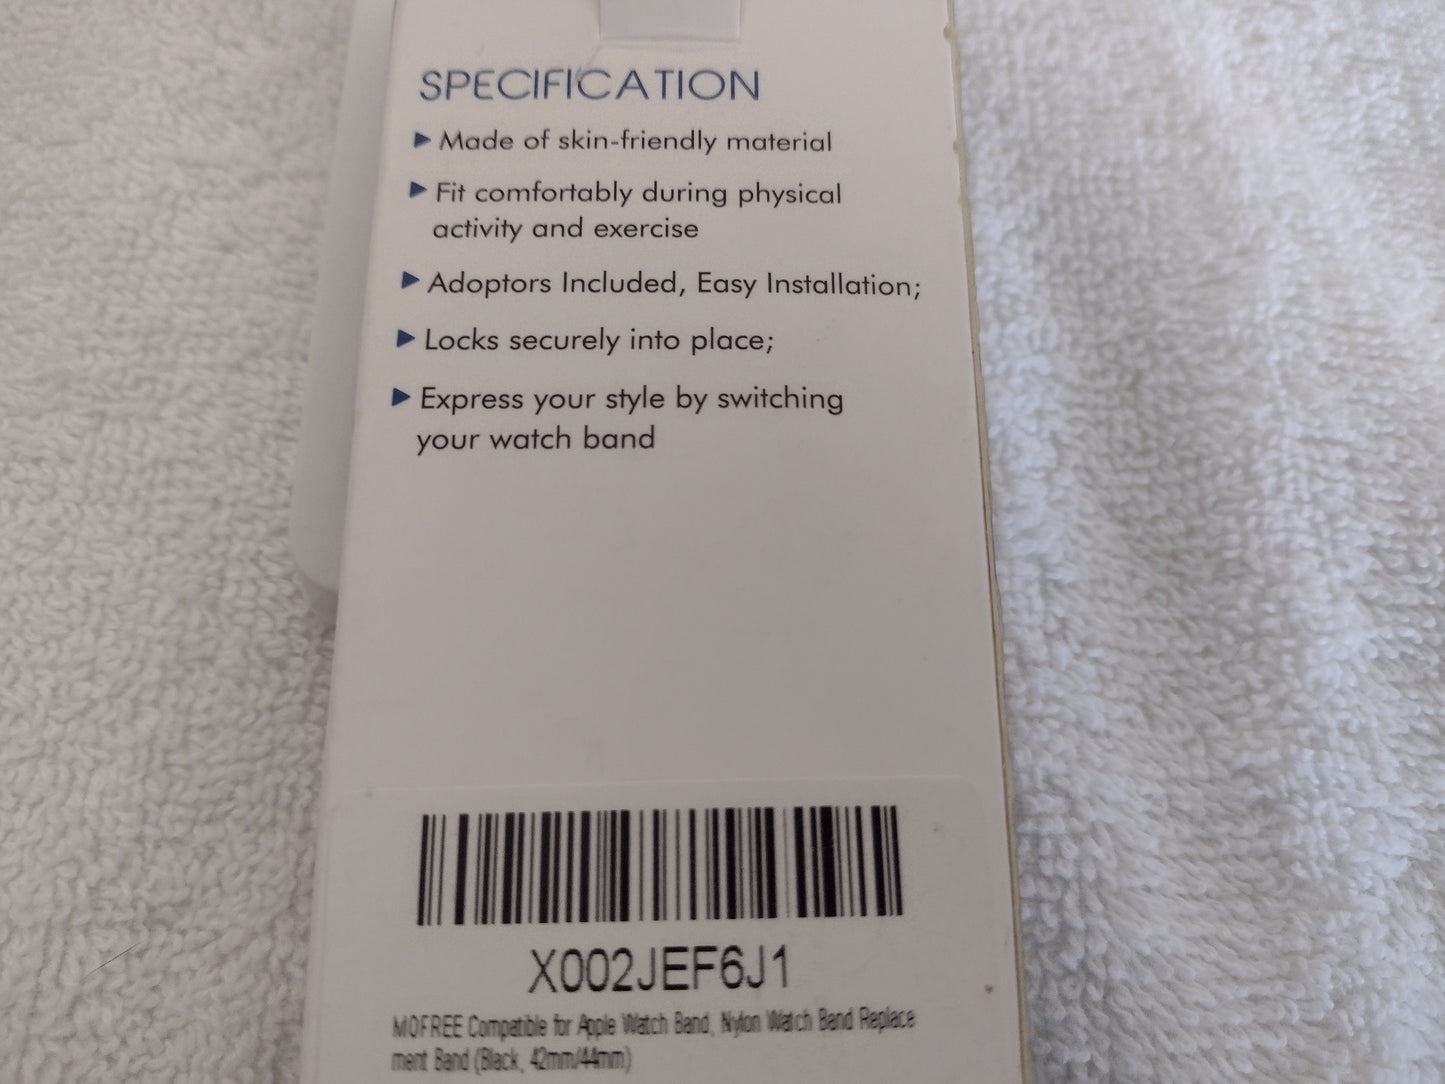 SPECIFICATION
▶ Made of skin-friendly material
▶ Fit comfortably during physical
activity and exercise
▶ Adoptors Included, Easy Installation;
▶ Locks securely into place;
▶ Express your style by switching
your watch band
X002JEF6J1
MOFREE Compatible for Apple Watch Band, Nylon Watch Band Replace
ment Band (Black, 42mm/44mm)